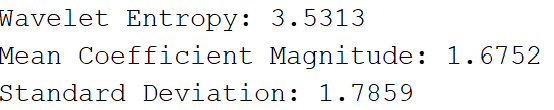 Wavelet Entropy: 3.5313
Mean Coefficient Magnitude: 1.6752
Standard Deviation: 1.7859